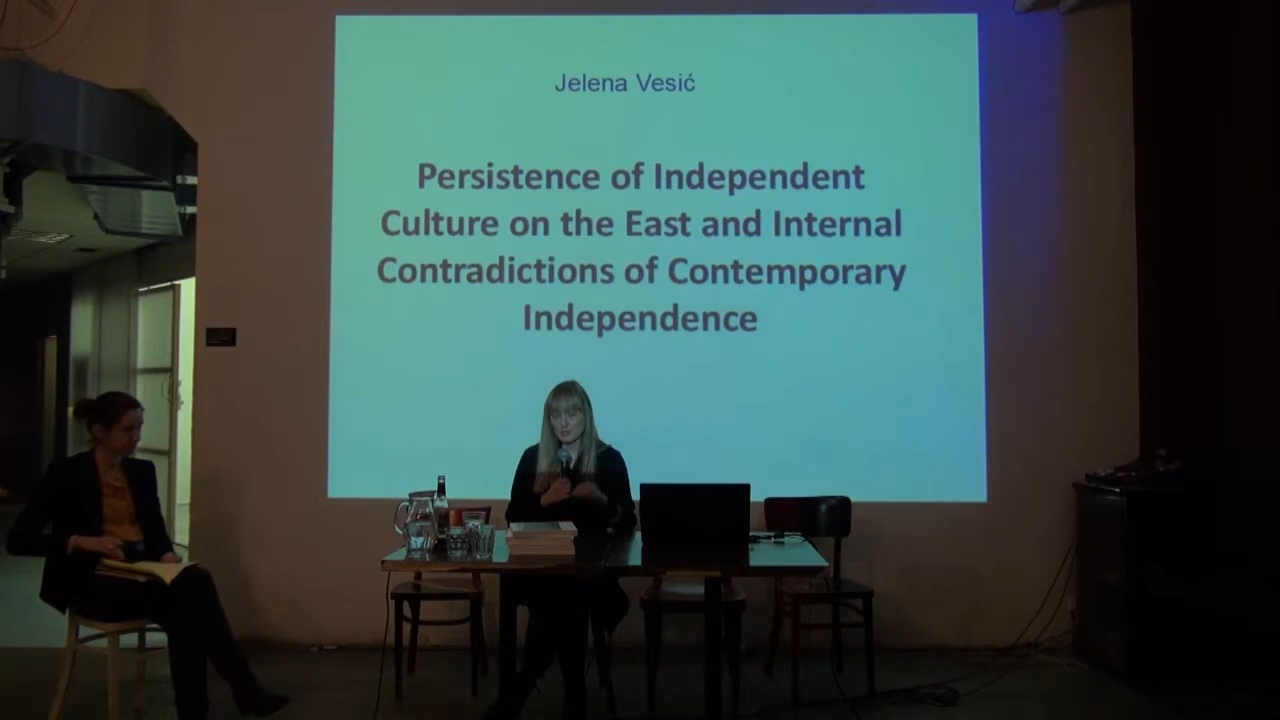 Jelena Vesić
Persistence of Independent
Culture on the East and Internal
Contradictions of Contemporary
Independence